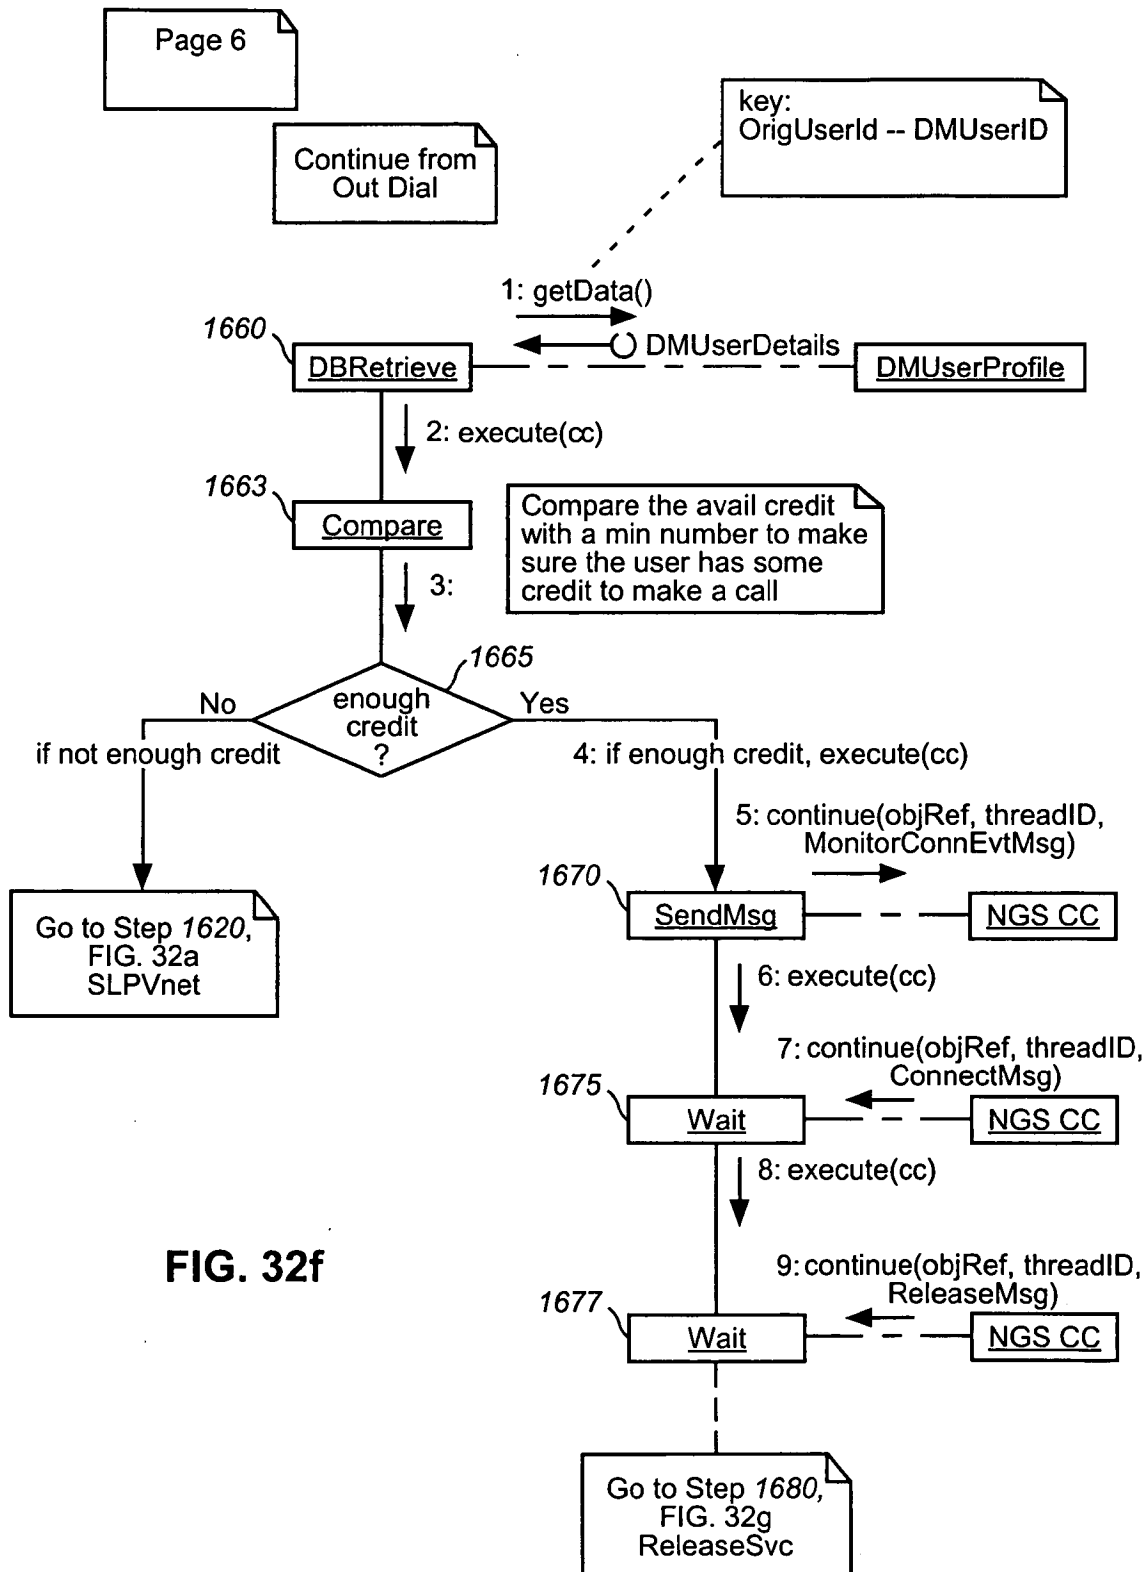 Page 6
key:
OrigUserId -- DMUserID
Continue from
Out Dial
1: getData()
1660
DMUserDetails
DBRetrieve
DMUserProfile
2: execute(cc)
1663
Compare
Compare the avail credit
with a min number to make
sure the user has some
credit to make a call
3:
1665
No
enough
credit
?
Yes
if not enough credit
4: if enough credit, execute(cc)
5: continue(objRef, threadID,
MonitorConnEvtMsg)
1670
SendMsg
NGS CC
Go to Step 1620,
FIG. 32a
SLPVnet
6: execute(cc)
7: continue(objRef, threadID,
ConnectMsg)
1675
Wait
NGS CC
8: execute(cc)
FIG. 32f
9: continue(objRef, threadID,
ReleaseMsg)
1677
Wait
NGS CC
Go to Step 1680,
FIG. 32g
ReleaseSvc